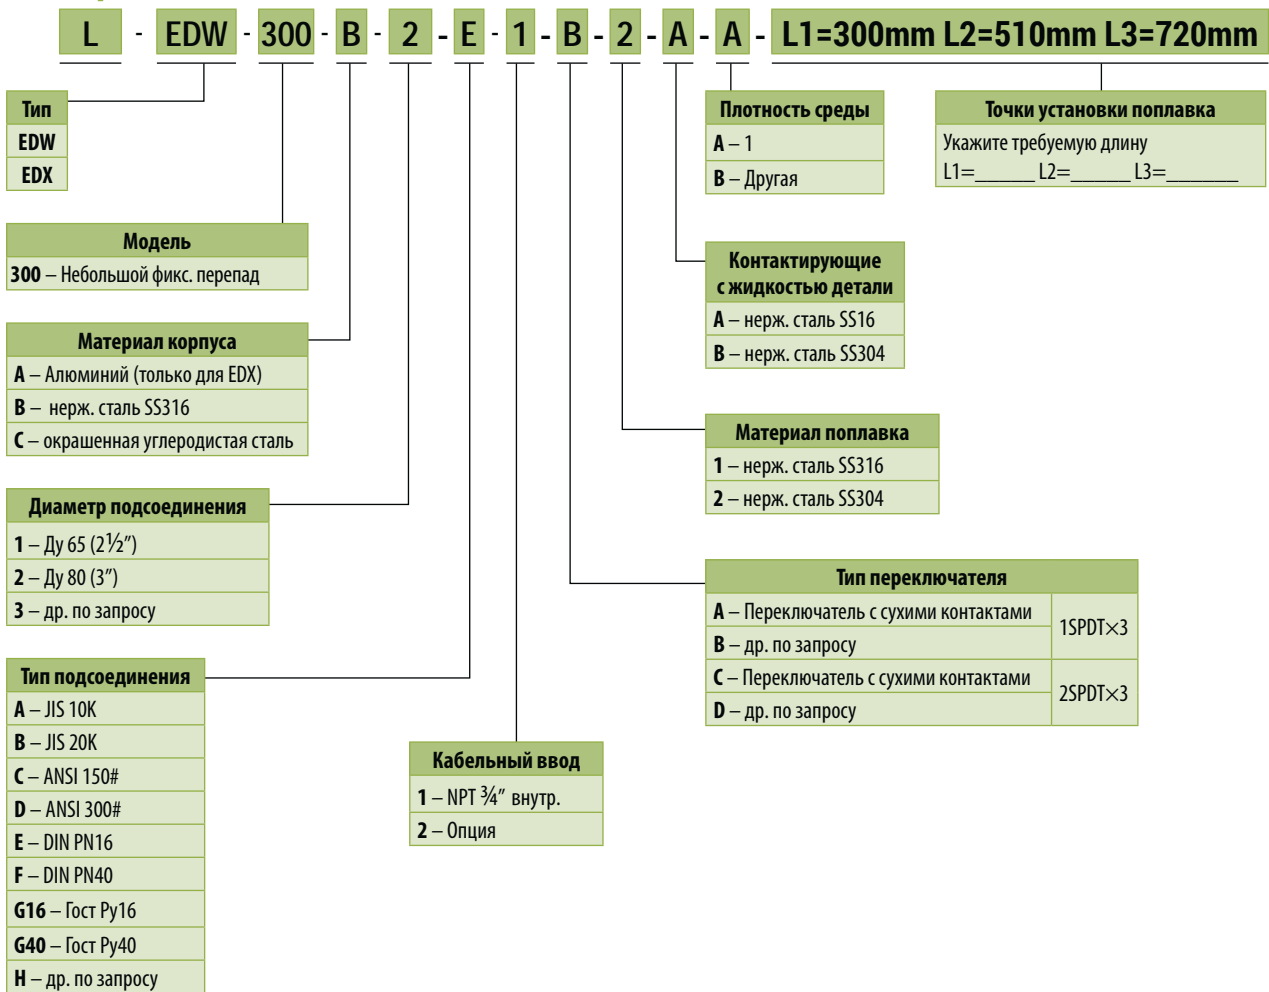 L - EDW - 300 - B - 2 - E - 1 - B - 2 - A - A - L1=300mm L2=510mm L3=720mm
Тип
EDW
EDX
Модель
300 – Небольшой фикс. перепад
Материал корпуса
A – Алюминий (только для EDX)
B – нерж. сталь SS316
C – окрашенная углеродистая сталь
Диаметр подсоединения
1 – Ду 65 (2½″)
2 – Ду 80 (3″)
3 – др. по запросу
Тип подсоединения
A – JIS 10K
B – JIS 20K
C – ANSI 150#
D – ANSI 300#
E – DIN PN16
F – DIN PN40
G16 – Гост Ру16
G40 – Гост Ру40
H – др. по запросу
Кабельный ввод
1 – NPT ¾″ внутр.
2 – Опция
Плотность среды
A – 1
B – Другая
Точки установки поплавка
Укажите требуемую длину
L1=_____ L2=_____ L3=______
Контактирующие
с жидкостью детали
A – нерж. сталь SS16
B – нерж. сталь SS304
Материал поплавка
1 – нерж. сталь SS316
2 – нерж. сталь SS304
Тип переключателя
A – Переключатель с сухими контактами
B – др. по запросу
1SPDT×3
C – Переключатель с сухими контактами
D – др. по запросу
2SPDT×3